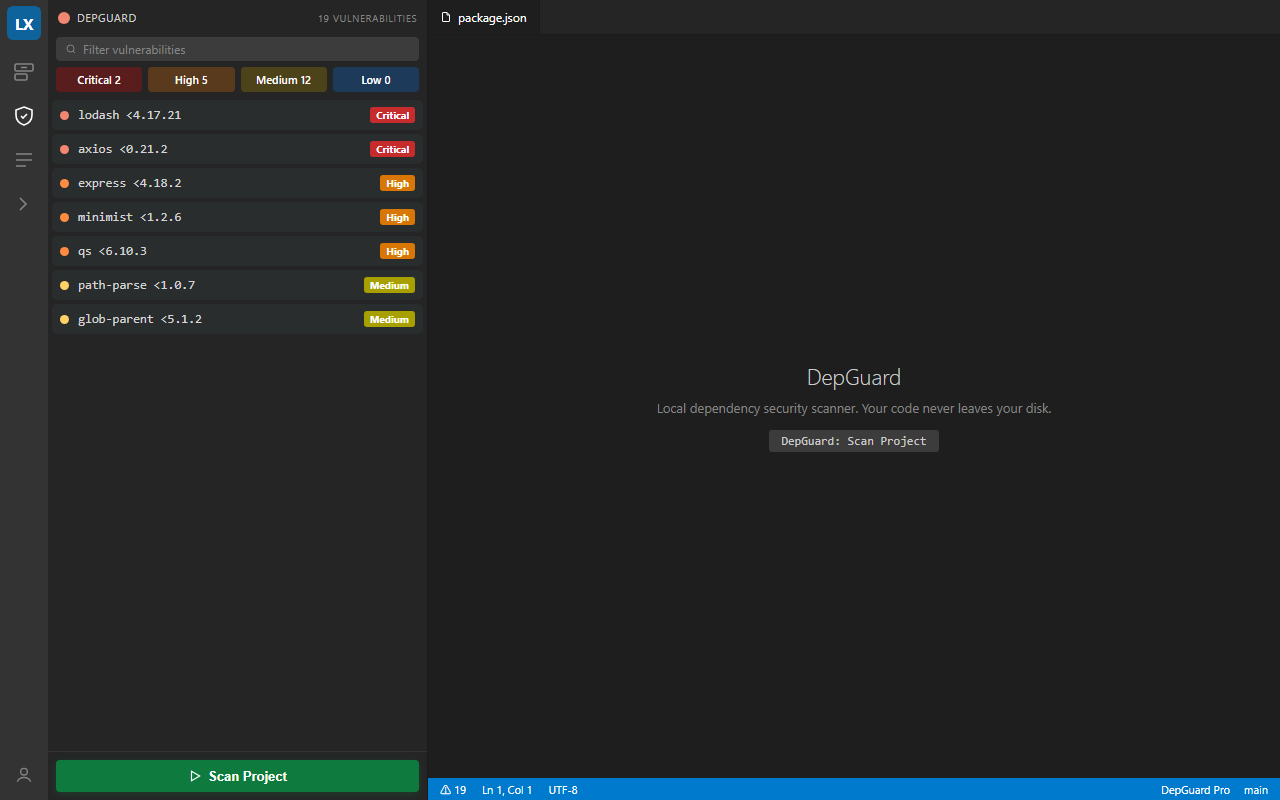 LX
DEPGUARD
19 VULNERABILITIES
Filter vulnerabilities
Critical 2
High 5
Medium 12
Low 0
lodash <4.17.21 Critical
axios <0.21.2 Critical
express <4.18.2 High
minimist <1.2.6 High
qs <6.10.3 High
path-parse <1.0.7 Medium
glob-parent <5.1.2 Medium
Scan Project
package.json
DepGuard
Local dependency security scanner. Your code never leaves your disk.
DepGuard: Scan Project
19 Ln 1, Col 1 UTF-8 DepGuard Pro main